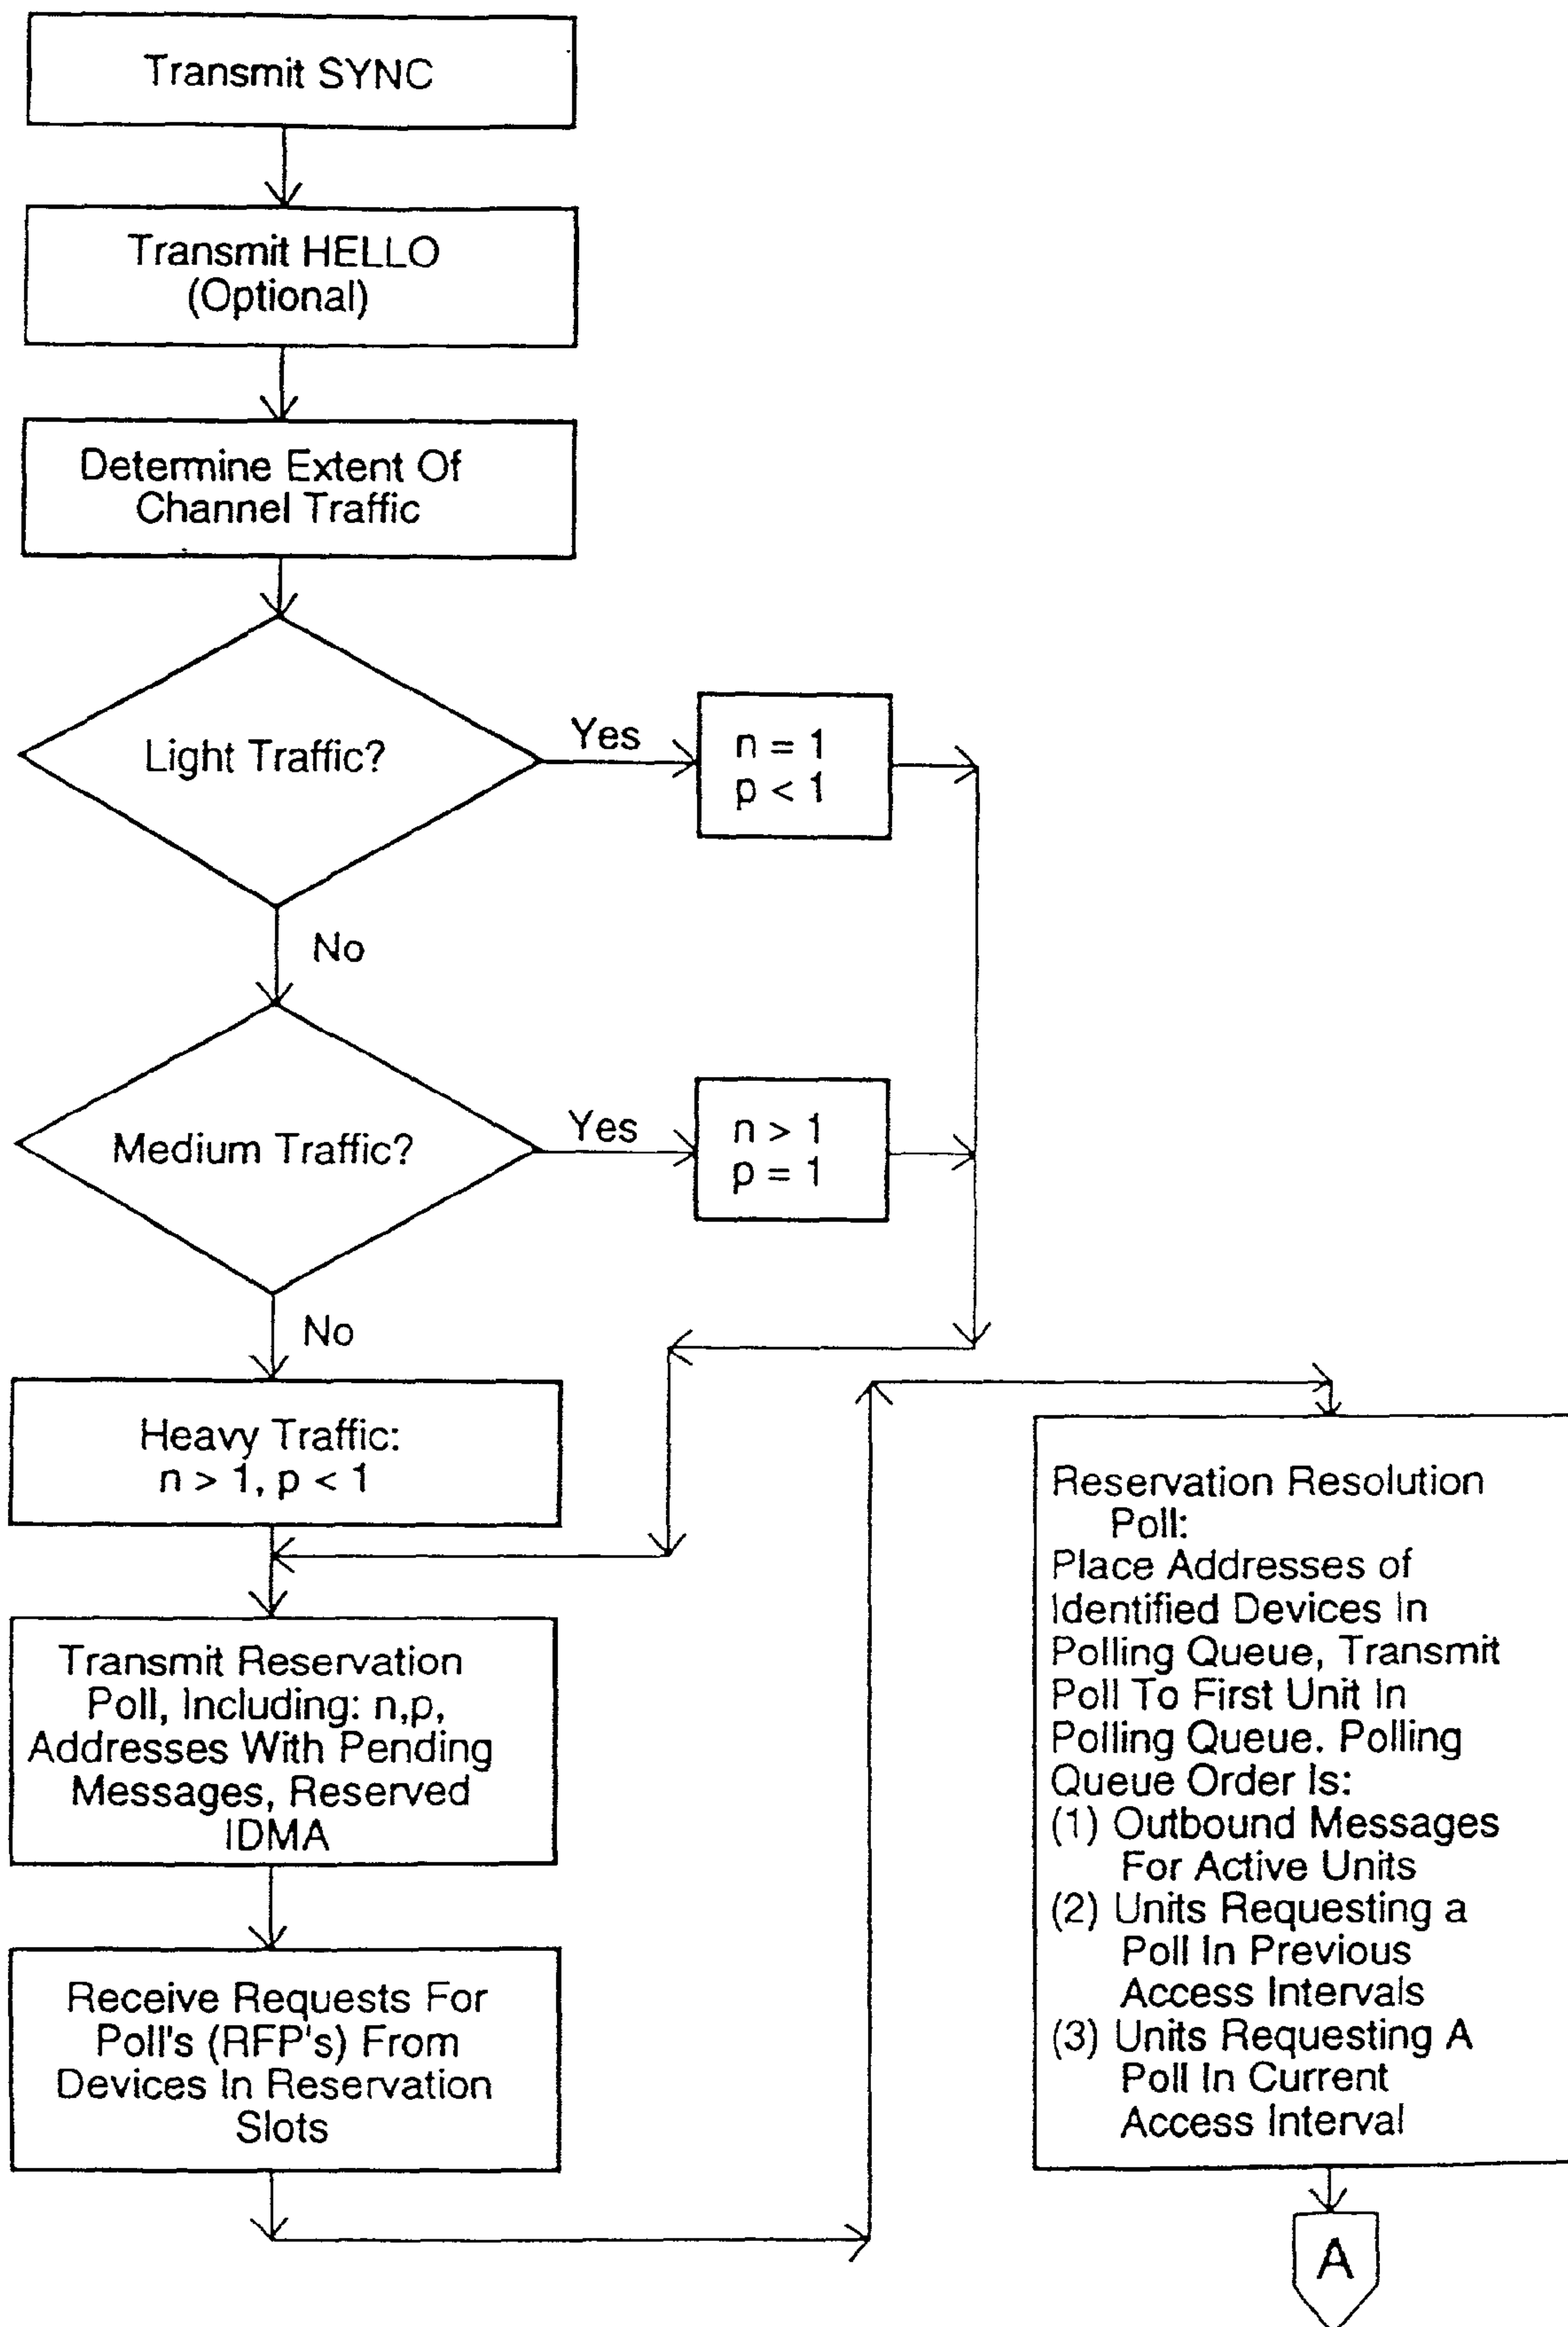 Transmit SYNC
Transmit HELLO
(Optional)
Determine Extent Of
Channel Traffic
Light Traffic?
Yes
n = 1
p < 1
No
Medium Traffic?
Yes
n > 1
p = 1
No
Heavy Traffic:
n > 1, p < 1
Transmit Reservation
Poll, Including: n,p,
Addresses With Pending
Messages, Reserved
IDMA
Receive Requests For
Poll's (RFP's) From
Devices In Reservation
Slots
Reservation Resolution
Poll:
Place Addresses of
Identified Devices In
Polling Queue, Transmit
Poll To First Unit In
Polling Queue. Polling
Queue Order Is:
(1) Outbound Messages
For Active Units
(2) Units Requesting a
Poll In Previous
Access Intervals
(3) Units Requesting A
Poll In Current
Access Interval
A